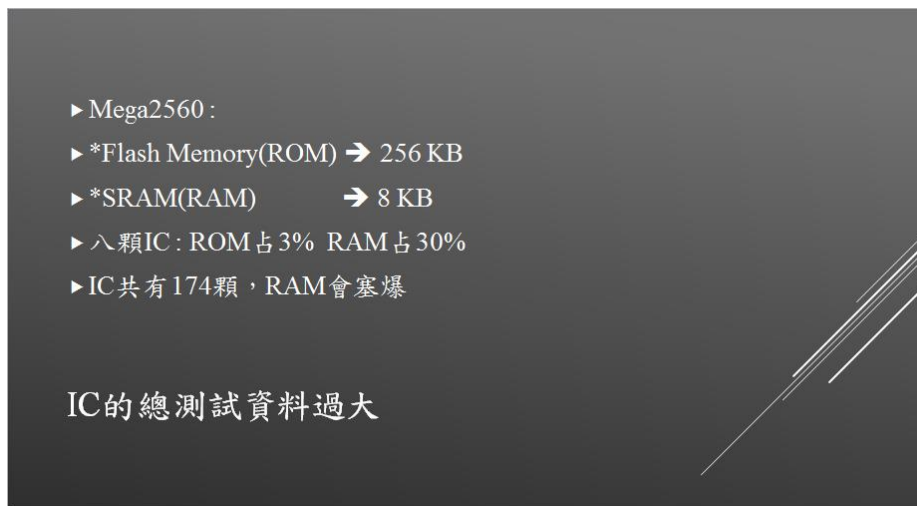 Mega2560 :
*Flash Memory(ROM) ➔ 256 KB
*SRAM(RAM) ➔ 8 KB
八顆IC : ROM占3% RAM占30%
IC共有174顆，RAM會塞爆
IC的總測試資料過大